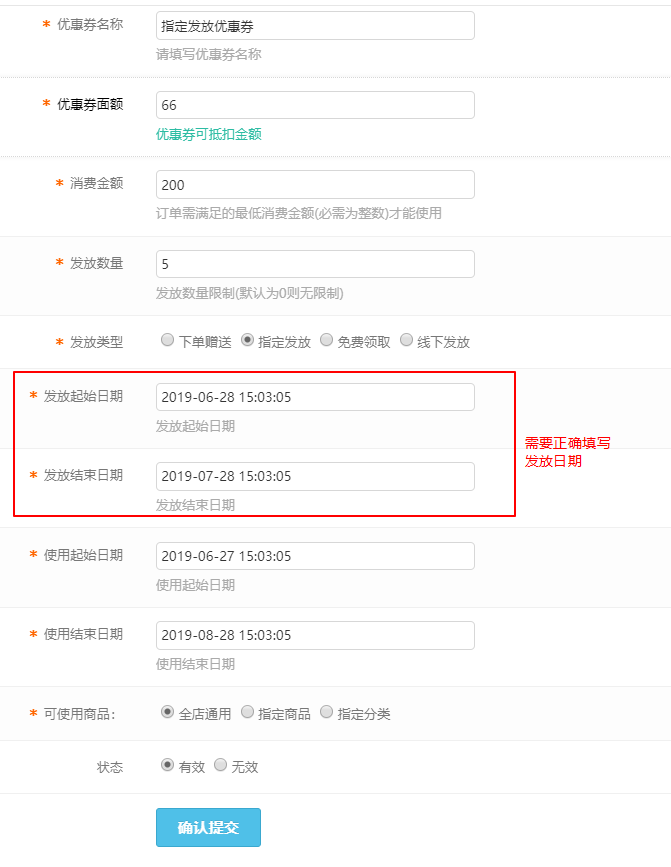 * 优惠券名称 指定发放优惠券
请填写优惠券名称
* 优惠券面额 66
优惠券可抵扣金额
* 消费金额 200
订单需满足的最低消费金额(必需为整数)才能使用
* 发放数量 5
发放数量限制(默认为0则无限制)
* 发放类型 下单赠送 指定发放 免费领取 线下发放
* 发放起始日期 2019-06-28 15:03:05
发放起始日期
需要正确填写
发放日期
* 发放结束日期 2019-07-28 15:03:05
发放结束日期
* 使用起始日期 2019-06-27 15:03:05
使用起始日期
* 使用结束日期 2019-08-28 15:03:05
使用结束日期
* 可使用商品: 全店通用 指定商品 指定分类
状态 有效 无效
确认提交